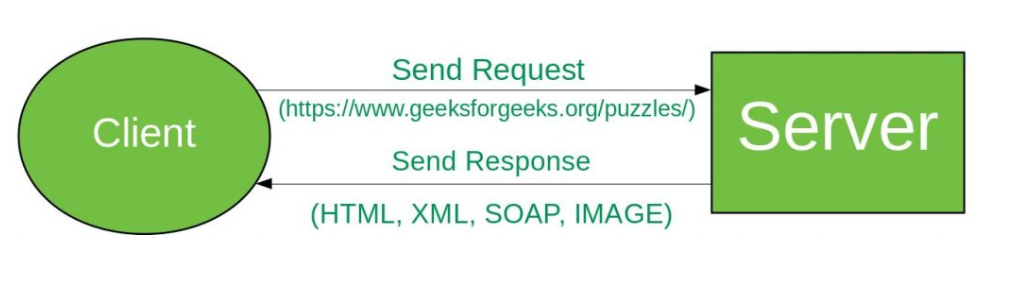 Client
Send Request
(https://www.geeksforgeeks.org/puzzles/)
Send Response
(HTML, XML, SOAP, IMAGE)
Server